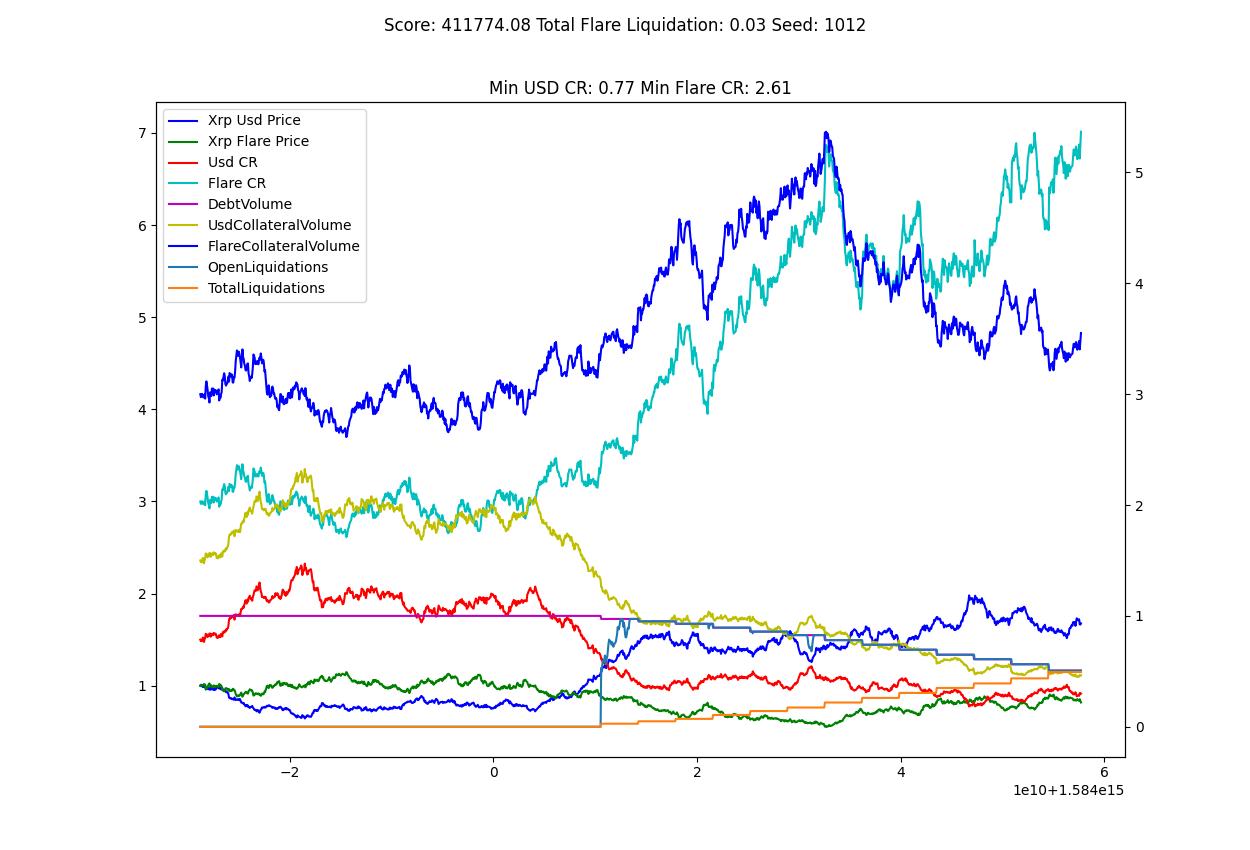 Score: 411774.08 Total Flare Liquidation: 0.03 Seed: 1012
Min USD CR: 0.77 Min Flare CR: 2.61
Xrp Usd Price
Xrp Flare Price
Usd CR
Flare CR
DebtVolume
UsdCollateralVolume
FlareCollateralVolume
OpenLiquidations
TotalLiquidations
7
6
5
4
3
2
1
5
4
3
2
1
0
−2
0
2
4
6
1e10+1.584e15